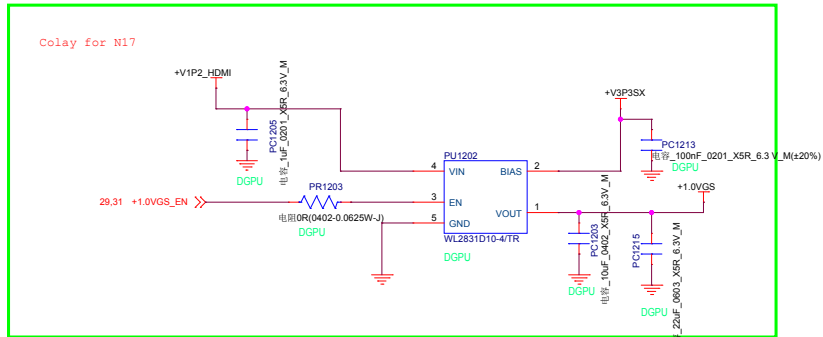 Colay for N17
+V1P2_HDMI
PC1205
电容_1uF_0201_X5R_6.3V_M
DGPU
+V3P3SX
PC1213
电容_100nF_0201_X5R_6.3 V_M(±20%)
DGPU
PU1202
4 VIN BIAS 2
3 EN
5 GND VOUT 1
WL2831D10-4/TR
DGPU
29,31 +1.0VGS_EN
PR1203
电阻0R(0402-0.0625W-J)
DGPU
+1.0VGS
PC1203
电容_10uF_0402_X5R_6.3V_M
DGPU
PC1215
_22uF_0603_X5R_6.3V_M
DGPU